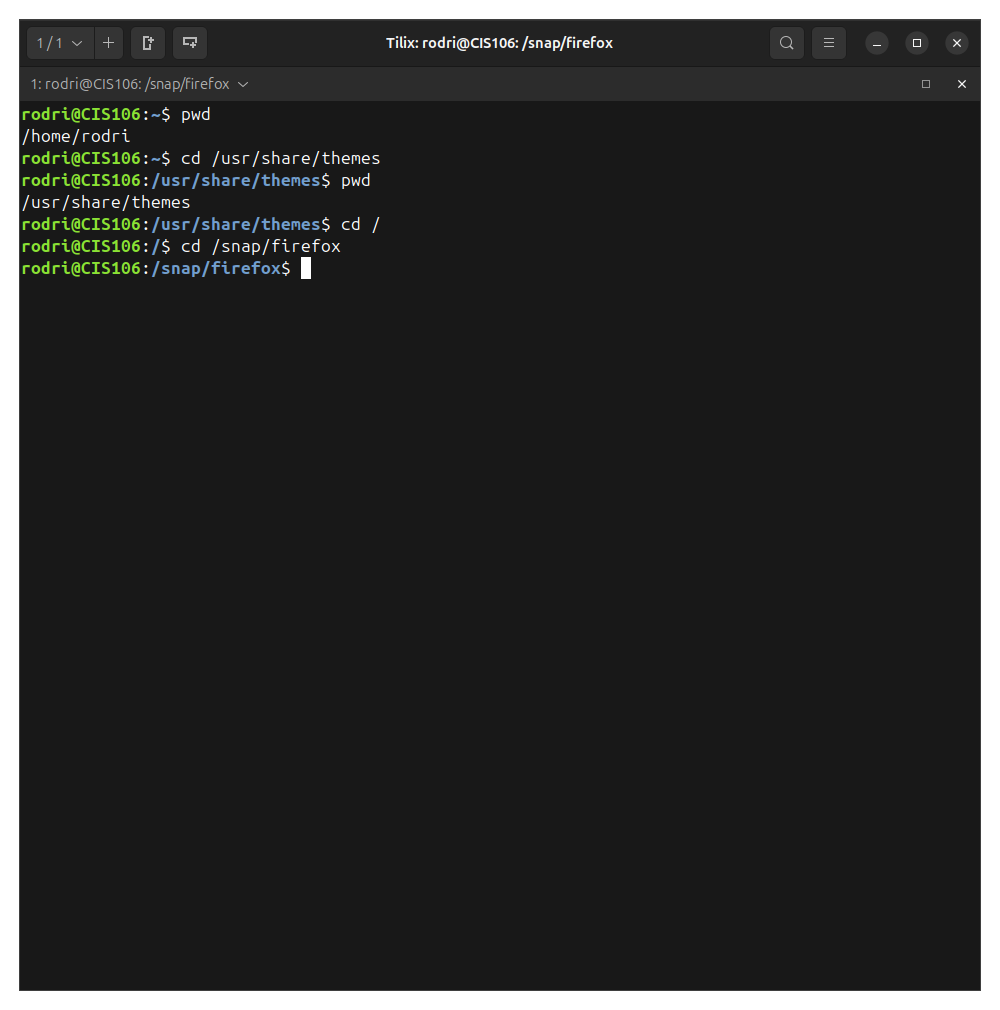 1 / 1
Tilix: rodri@CIS106: /snap/firefox
1: rodri@CIS106: /snap/firefox
rodri@CIS106:~$ pwd
/home/rodri
rodri@CIS106:~$ cd /usr/share/themes
rodri@CIS106:/usr/share/themes$ pwd
/usr/share/themes
rodri@CIS106:/usr/share/themes$ cd /
rodri@CIS106:/$ cd /snap/firefox
rodri@CIS106:/snap/firefox$